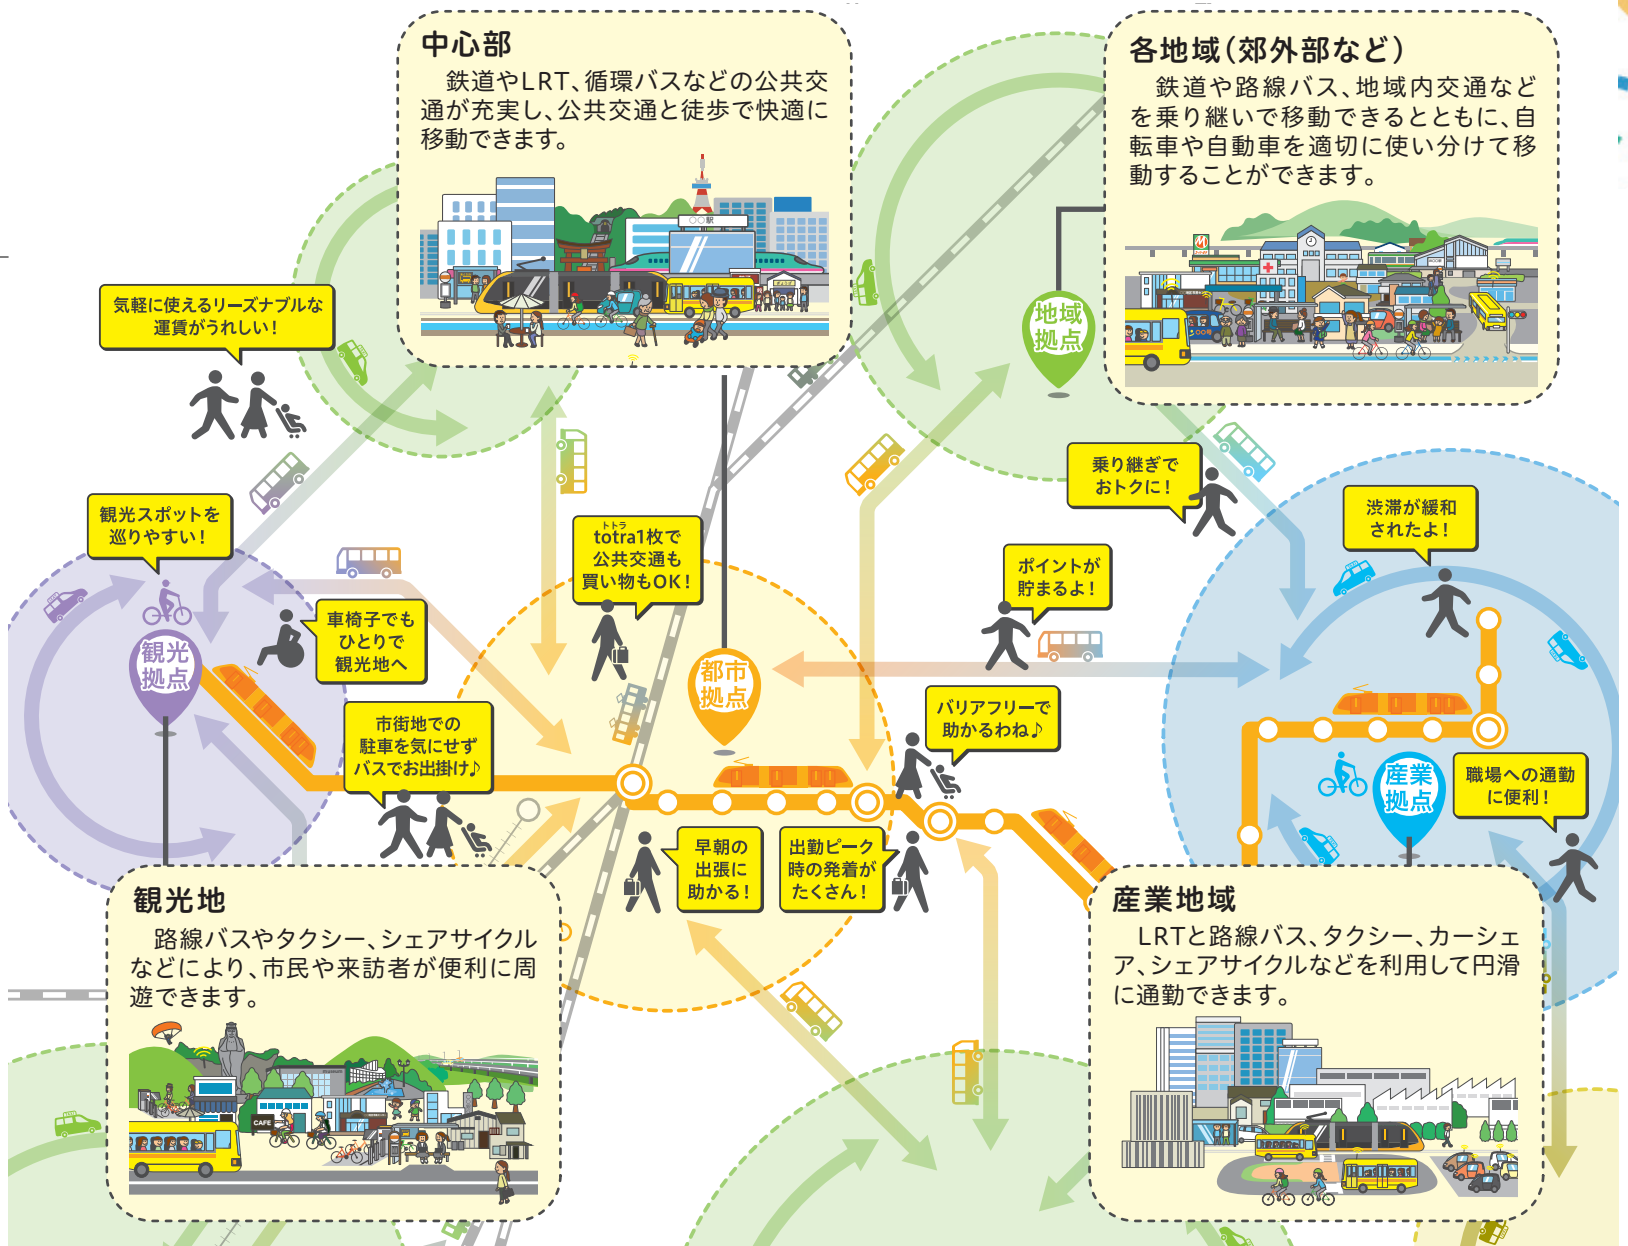 中心部
鉄道やLRT、循環バスなどの公共交
通が充実し、公共交通と徒歩で快適に
移動できます。
○○駅
各地域(郊外部など)
鉄道や路線バス、地域内交通など
を乗り継いで移動できるとともに、自
転車や自動車を適切に使い分けて移
動することができます。
気軽に使えるリーズナブルな
運賃がうれしい!
地域
拠点
乗り継ぎで
おトクに!
渋滞が緩和
されたよ!
観光スポットを
巡りやすい!
トトラ
totra1枚で
公共交通も
買い物もOK!
ポイントが
貯まるよ!
車椅子でも
ひとりで
観光地へ
観光
拠点
都市
拠点
バリアフリーで
助かるわね♪
市街地での
駐車を気にせず
バスでお出掛け♪
産業
拠点
職場への通勤
に便利!
早朝の
出張に
助かる!
出勤ピーク
時の発着が
たくさん!
観光地
路線バスやタクシー、シェアサイクル
などにより、市民や来訪者が便利に周
遊できます。
CAFE
産業地域
LRTと路線バス、タクシー、カーシェ
ア、シェアサイクルなどを利用して円滑
に通勤できます。